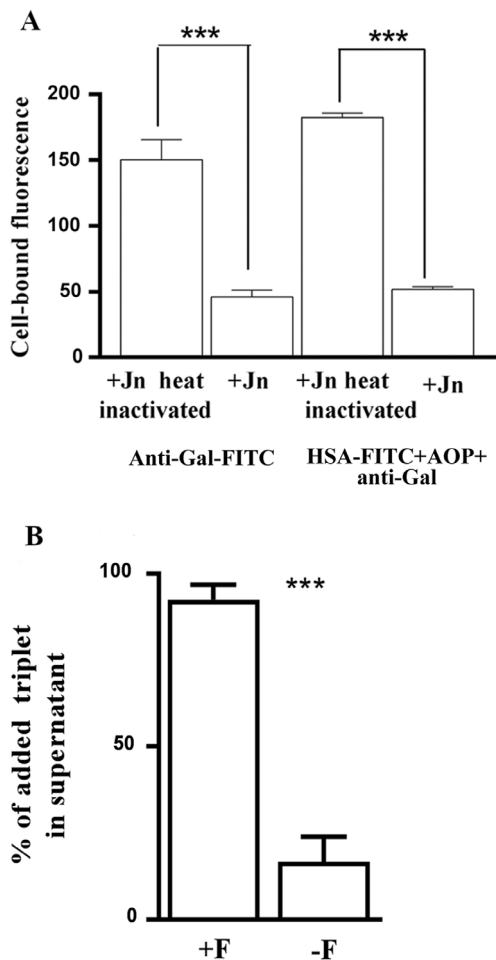 A
***
***
Cell-bound fluorescence
200
150
100
50
0
+Jn heat
inactivated
+Jn
+Jn heat
inactivated
+Jn
Anti-Gal-FITC
HSA-FITC+AOP+
anti-Gal
B
% of added triplet
in supernatant
100
50
0
***
+F
-F